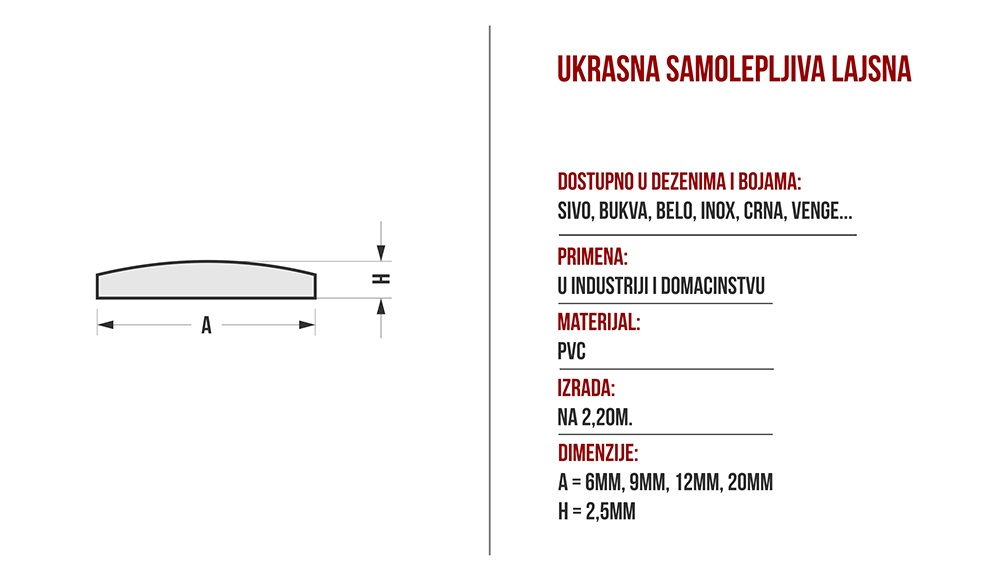 H
A
UKRASNA SAMOLEPLJIVA LAJSNA
DOSTUPNO U DEZENIMA I BOJAMA:
SIVO, BUKVA, BELO, INOX, CRNA, VENGE...
PRIMENA:
U INDUSTRIJI I DOMACINSTVU
MATERIJAL:
PVC
IZRADA:
NA 2,20M.
DIMENZIJE:
A = 6MM, 9MM, 12MM, 20MM
H = 2,5MM